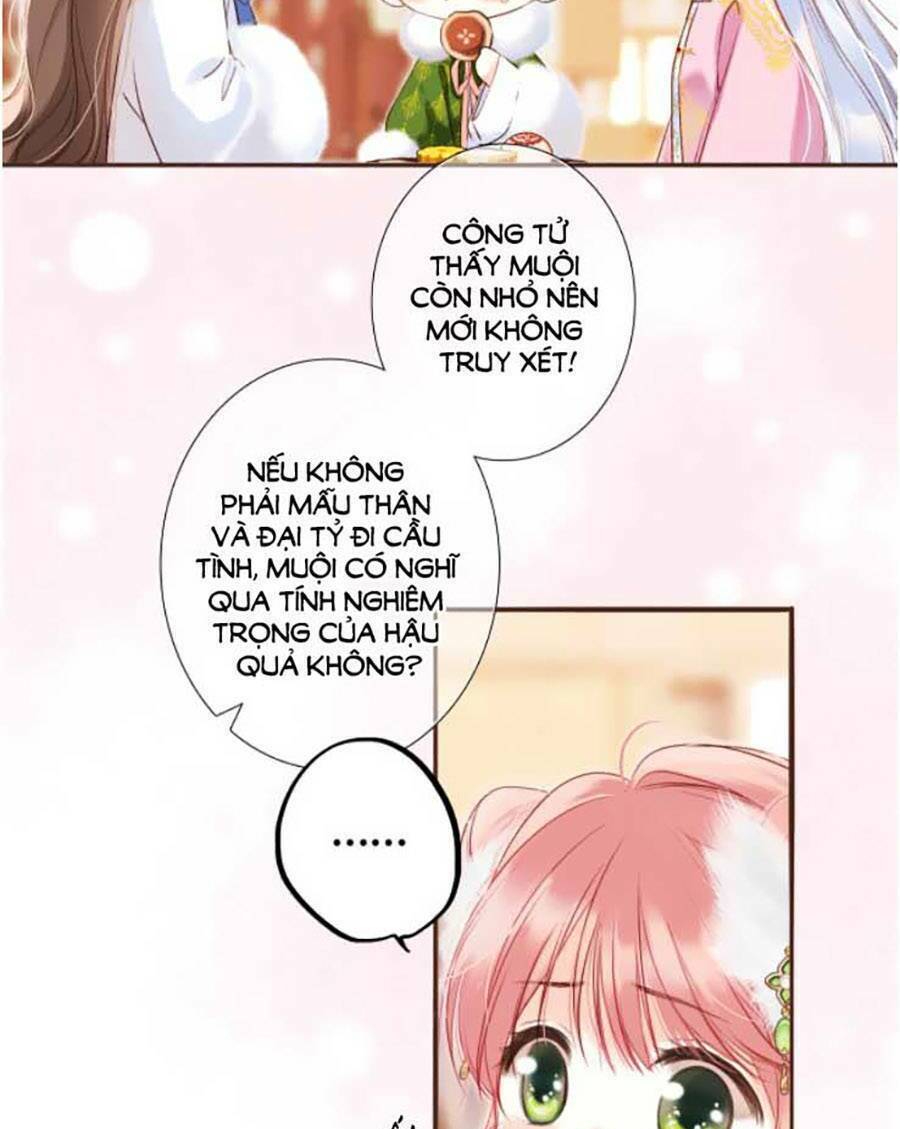 CÔNG TỬ
THẤY MUỘI
CÒN NHỎ NÊN
MỚI KHÔNG
TRUY XÉT!
NẾU KHÔNG
PHẢI MẪU THÂN
VÀ ĐẠI TỶ ĐI CẦU
TÌNH, MUỘI CÓ NGHĨ
QUA TÍNH NGHIÊM
TRỌNG CỦA HẬU
QUẢ KHÔNG?
......